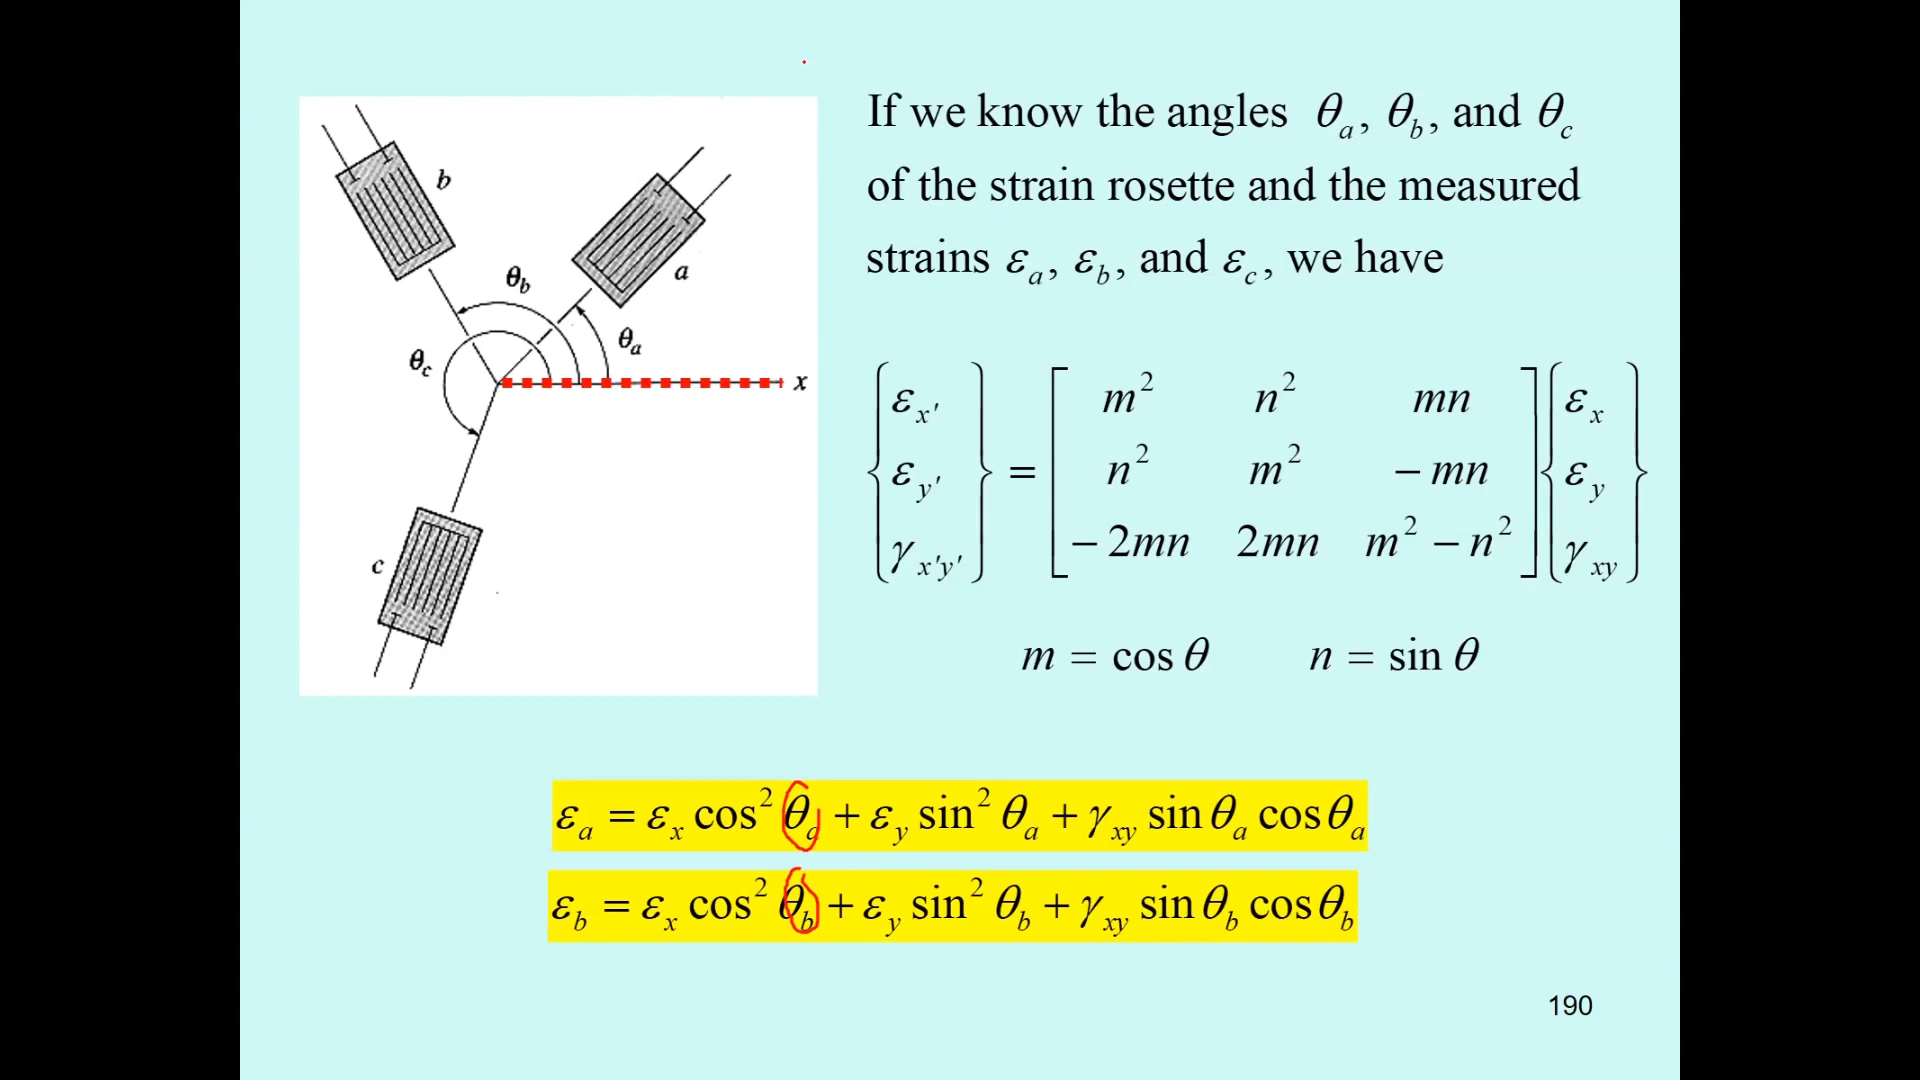 If we know the angles θa, θb, and θc
of the strain rosette and the measured
strains εa, εb, and εc, we have
b
a
θb
θa
θc
x
c
{εx' εy' γx'y'} = [m² n² mn
n² m² − mn
− 2mn 2mn m² − n²] {εx εy γxy}
m = cos θ n = sin θ
εa = εx cos² θa + εy sin² θa + γxy sin θa cos θa
εb = εx cos² θb + εy sin² θb + γxy sin θb cos θb
190